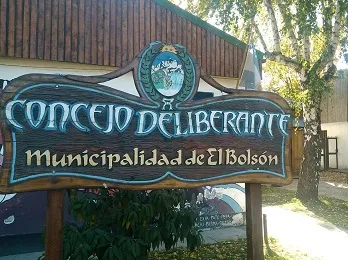 CONCEJO DELIBERANTE
Municipalidad de El Bolsón